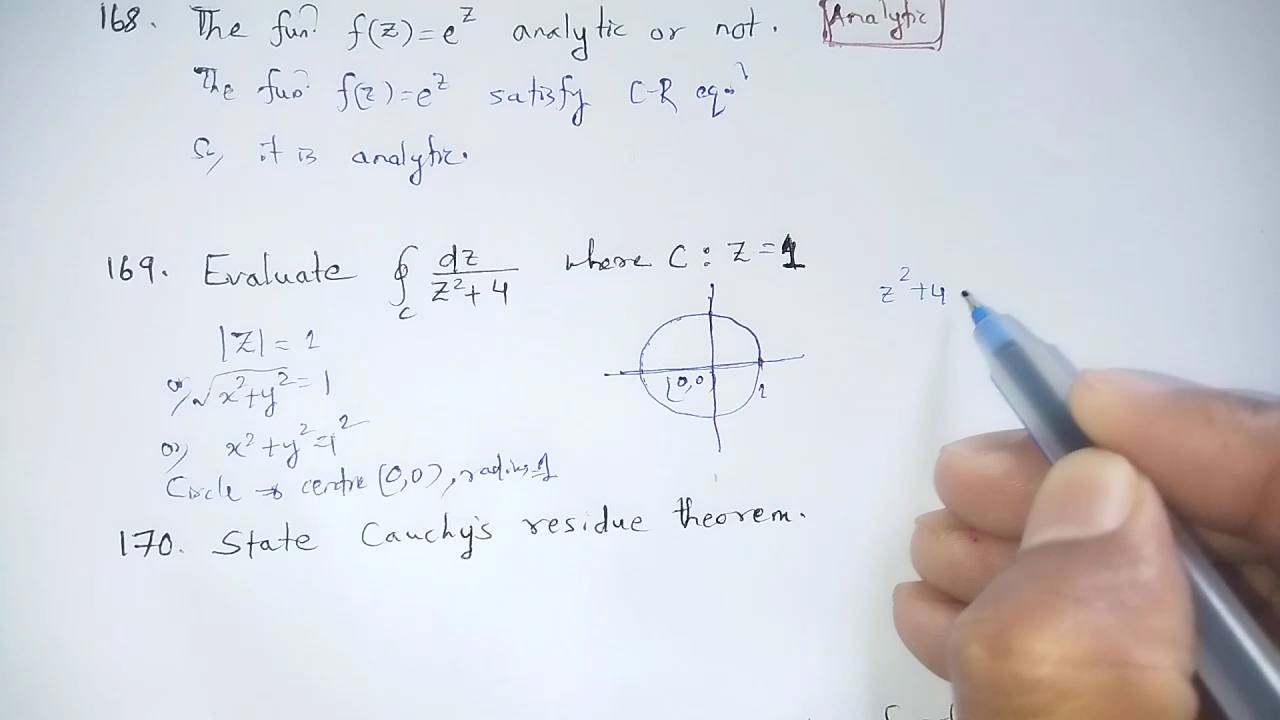 168. The fun? f(z)=e^z analytic or not. Analytic
The fun? f(z)=e^z satisfy C-R eqn
So, it is analytic.
169. Evaluate ∮_C dz/(z²+4) where C : z = 1
z²+4
|z| = 1
or, √(x²+y²) = 1
or, x²+y²=1²
Circle → centre (0,0), radius 1
(0,0)
1
170. State Cauchy's residue theorem.